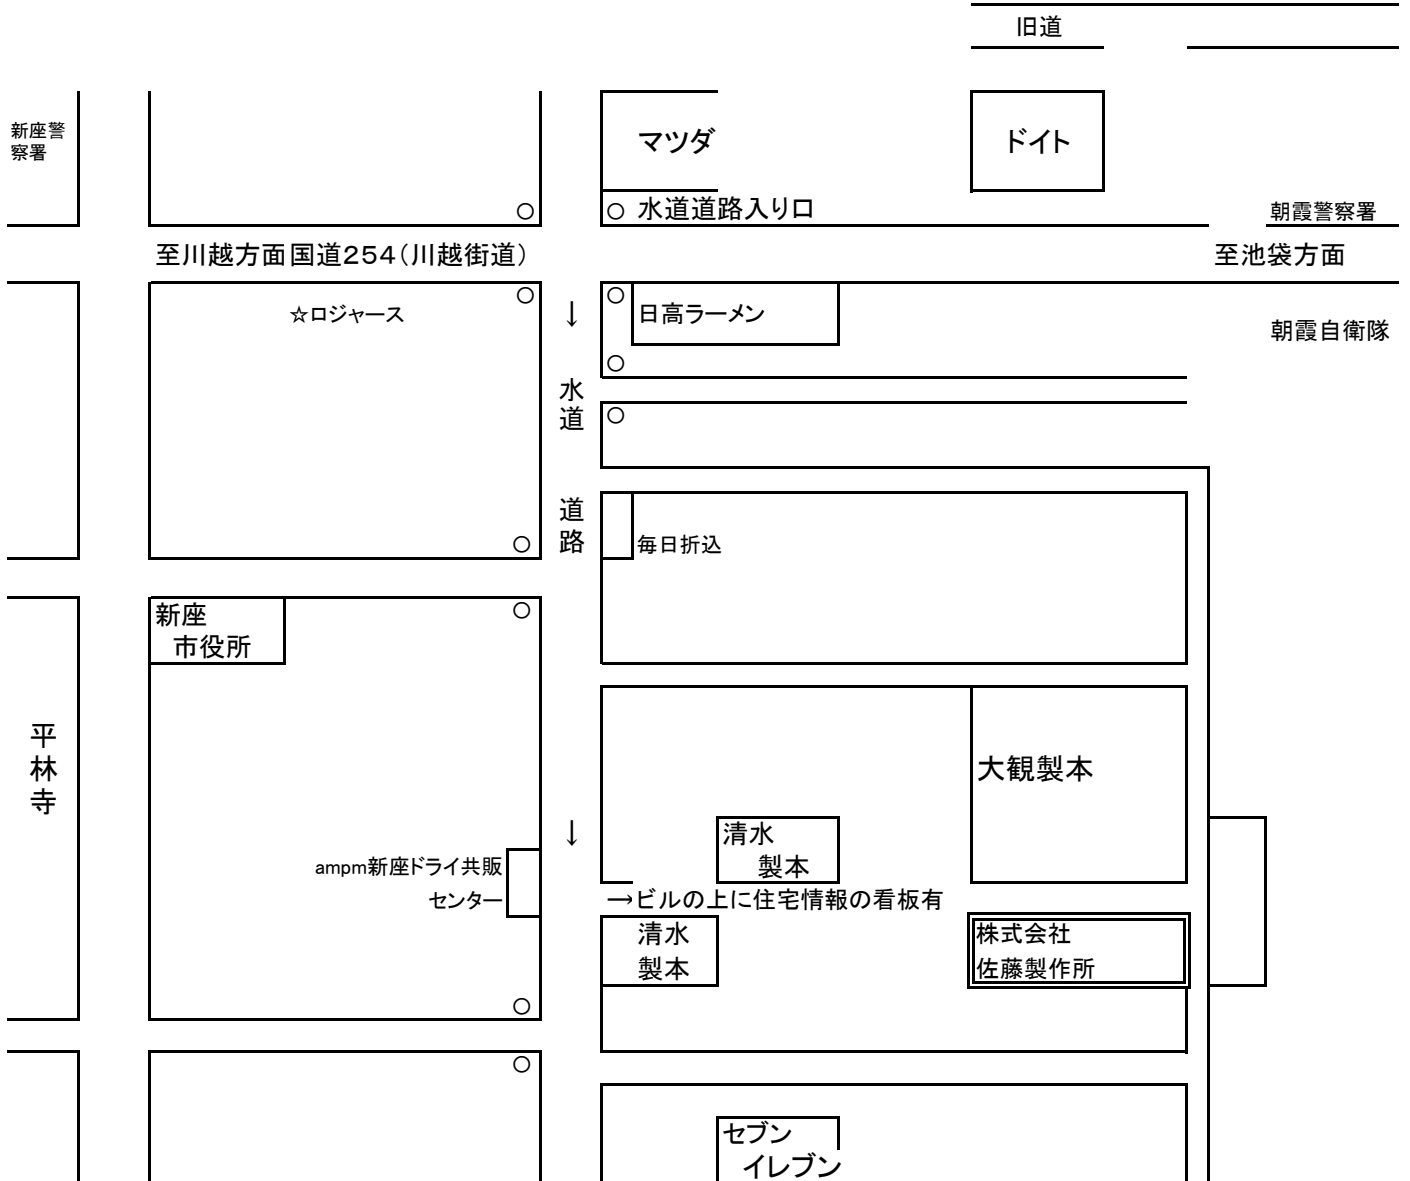 旧道
新座警
察署
マツダ
ドイト
○ 水道道路入り口
○
朝霞警察署
至川越方面国道254(川越街道)
至池袋方面
○
☆ロジャース
↓
○
日高ラーメン
朝霞自衛隊
○
水
道
○
道
路
○
毎日折込
新座
市役所
○
平
林
寺
大観製本
清水
製本
↓
ampm新座ドライ共販
センター
→ビルの上に住宅情報の看板有
清水
製本
株式会社
佐藤製作所
○
○
セブン
イレブン